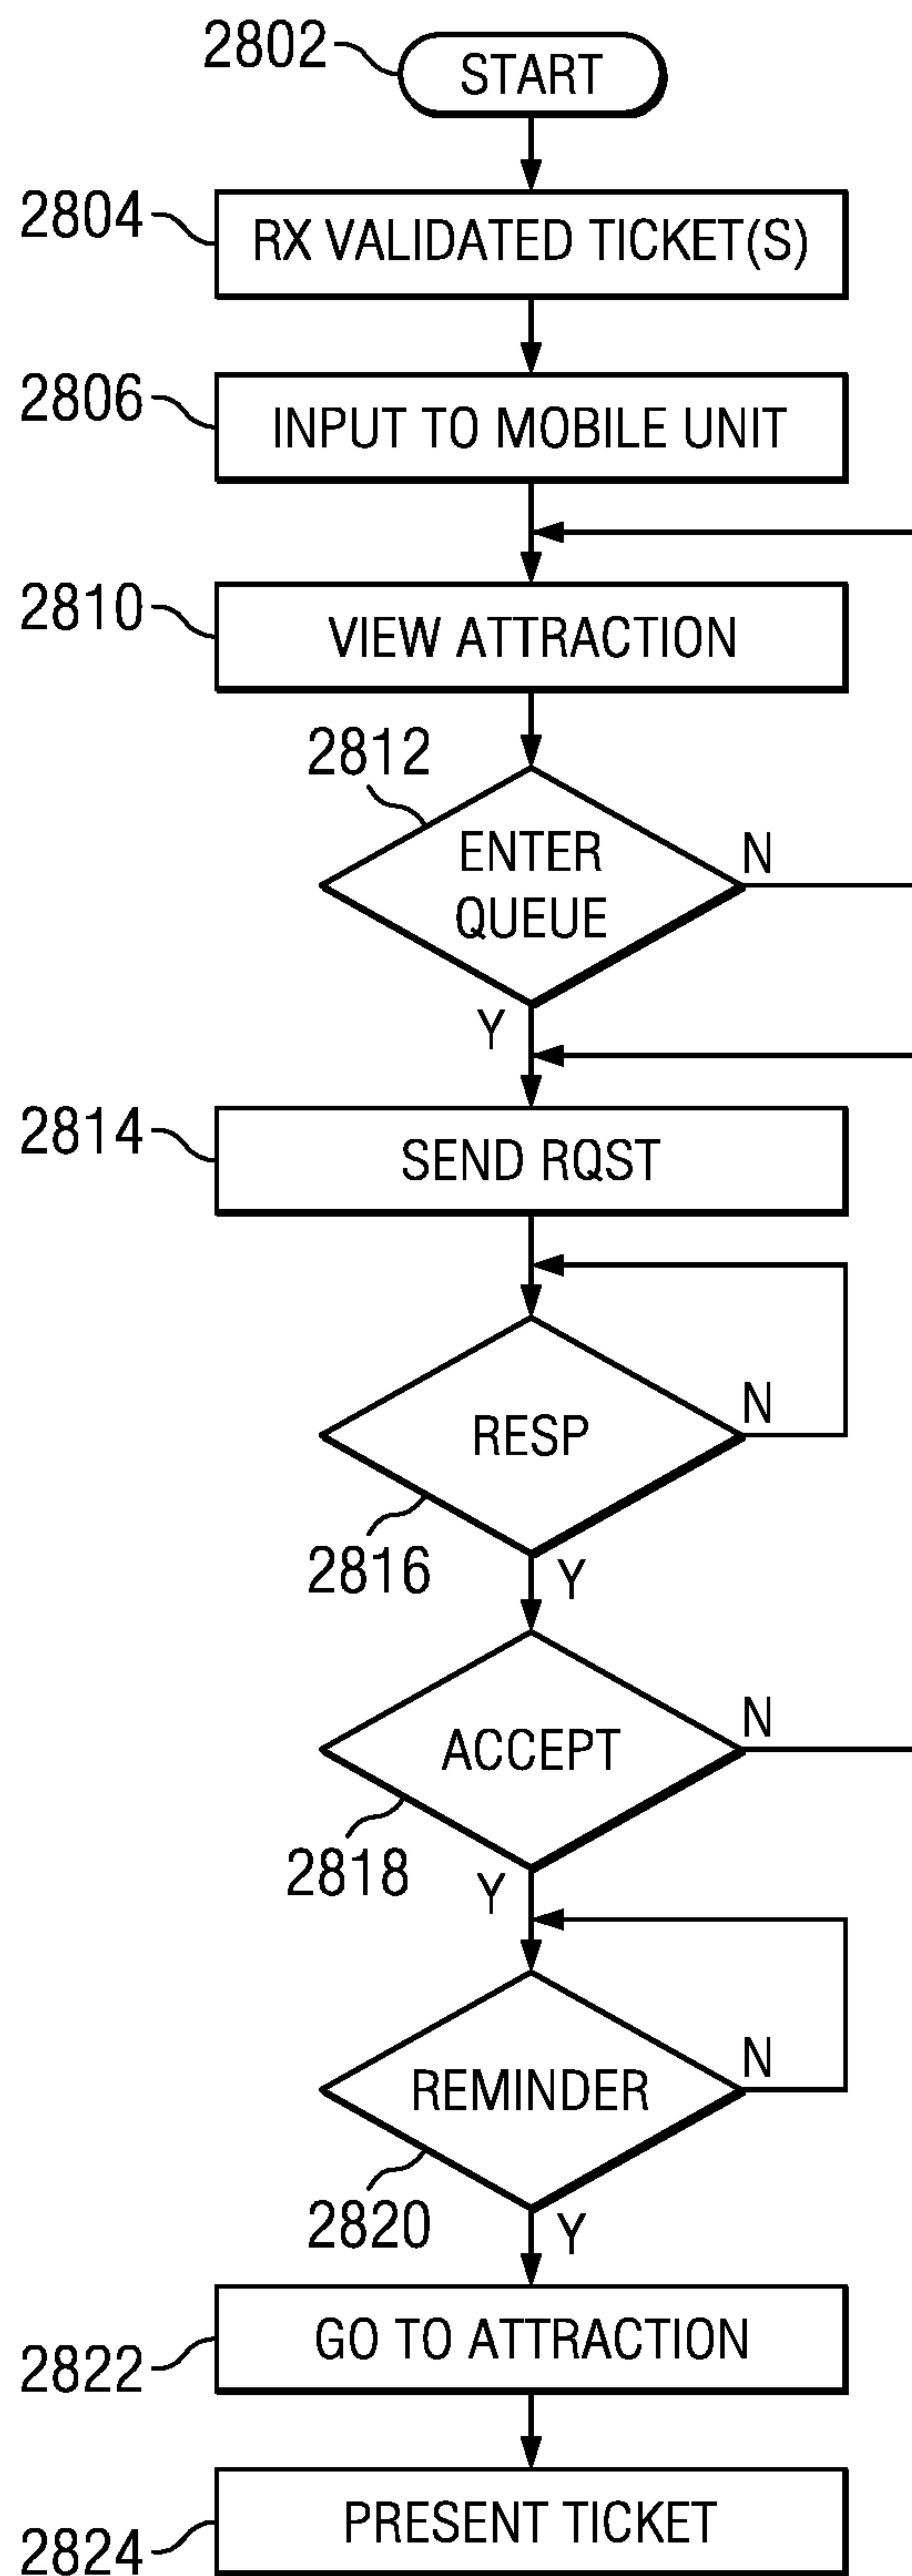 2802
START
2804
RX VALIDATED TICKET(S)
2806
INPUT TO MOBILE UNIT
2810
VIEW ATTRACTION
2812
ENTER
QUEUE
N
Y
2814
SEND RQST
RESP
N
2816
Y
ACCEPT
N
2818
Y
REMINDER
N
2820
Y
GO TO ATTRACTION
2822
PRESENT TICKET
2824